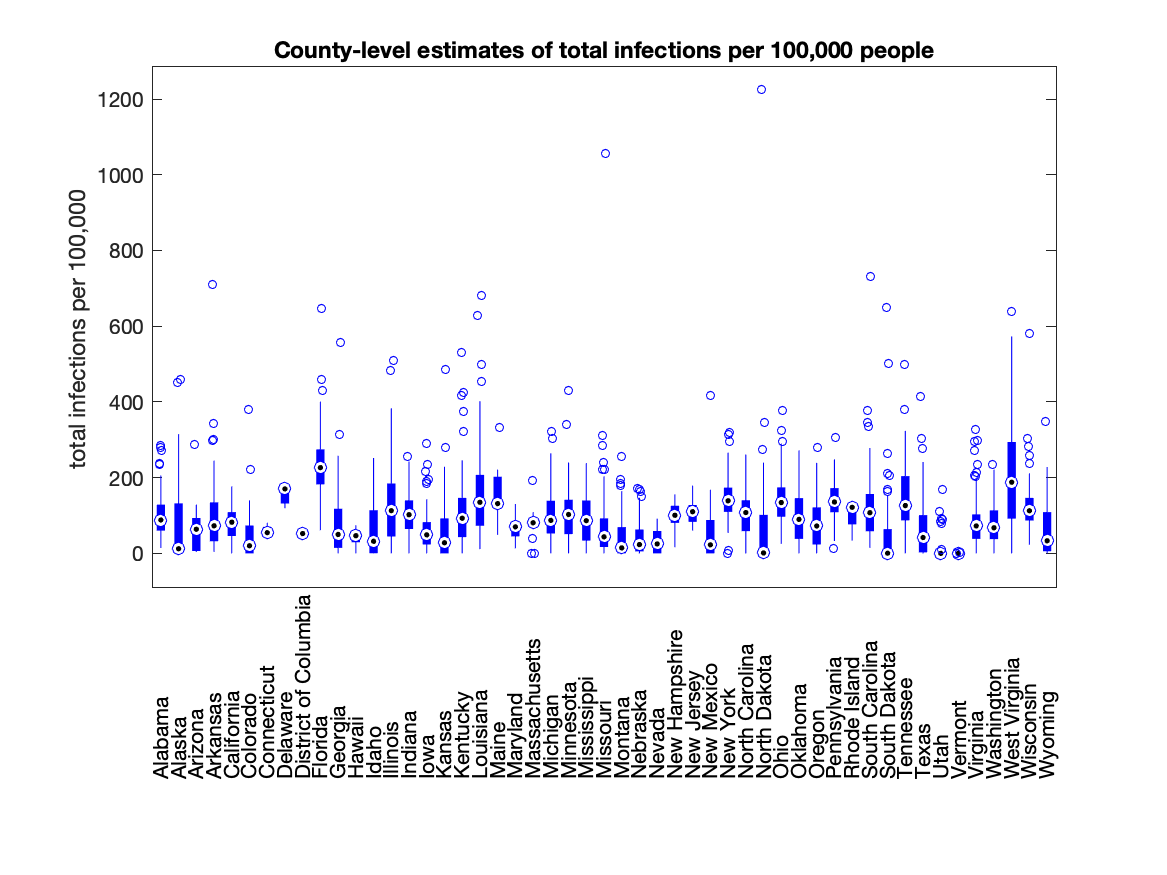 County-level estimates of total infections per 100,000 people
total infections per 100,000
1200
1000
800
600
400
200
0
Alabama
Alaska
Arizona
Arkansas
California
Colorado
Connecticut
Delaware
District of Columbia
Florida
Georgia
Hawaii
Idaho
Illinois
Indiana
Iowa
Kansas
Kentucky
Louisiana
Maine
Maryland
Massachusetts
Michigan
Minnesota
Mississippi
Missouri
Montana
Nebraska
Nevada
New Hampshire
New Jersey
New Mexico
New York
North Carolina
North Dakota
Ohio
Oklahoma
Oregon
Pennsylvania
Rhode Island
South Carolina
South Dakota
Tennessee
Texas
Utah
Vermont
Virginia
Washington
West Virginia
Wisconsin
Wyoming